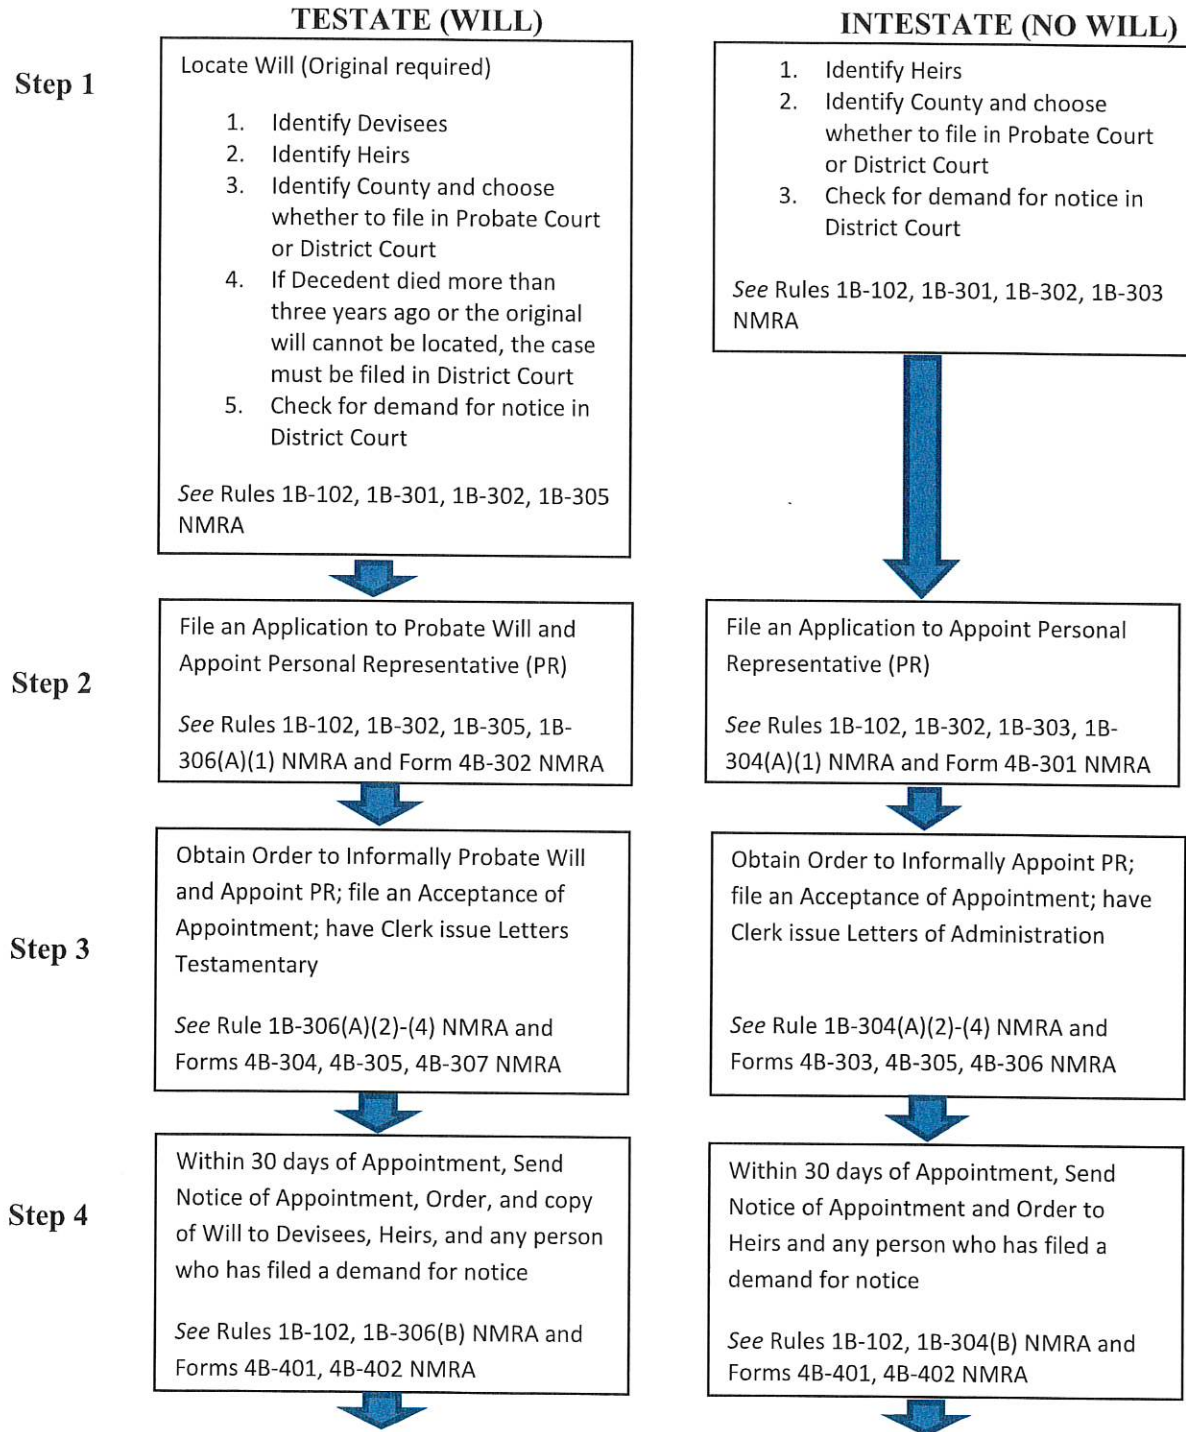 TESTATE (WILL)
INTESTATE (NO WILL)
Step 1
Locate Will (Original required)
1. Identify Devisees
2. Identify Heirs
3. Identify County and choose
whether to file in Probate Court
or District Court
4. If Decedent died more than
three years ago or the original
will cannot be located, the case
must be filed in District Court
5. Check for demand for notice in
District Court
See Rules 1B-102, 1B-301, 1B-302, 1B-305
NMRA
1. Identify Heirs
2. Identify County and choose
whether to file in Probate Court
or District Court
3. Check for demand for notice in
District Court
See Rules 1B-102, 1B-301, 1B-302, 1B-303
NMRA
Step 2
File an Application to Probate Will and
Appoint Personal Representative (PR)
See Rules 1B-102, 1B-302, 1B-305, 1B-
306(A)(1) NMRA and Form 4B-302 NMRA
File an Application to Appoint Personal
Representative (PR)
See Rules 1B-102, 1B-302, 1B-303, 1B-
304(A)(1) NMRA and Form 4B-301 NMRA
Step 3
Obtain Order to Informally Probate Will
and Appoint PR; file an Acceptance of
Appointment; have Clerk issue Letters
Testamentary
See Rule 1B-306(A)(2)-(4) NMRA and
Forms 4B-304, 4B-305, 4B-307 NMRA
Obtain Order to Informally Appoint PR;
file an Acceptance of Appointment; have
Clerk issue Letters of Administration
See Rule 1B-304(A)(2)-(4) NMRA and
Forms 4B-303, 4B-305, 4B-306 NMRA
Step 4
Within 30 days of Appointment, Send
Notice of Appointment, Order, and copy
of Will to Devisees, Heirs, and any person
who has filed a demand for notice
See Rules 1B-102, 1B-306(B) NMRA and
Forms 4B-401, 4B-402 NMRA
Within 30 days of Appointment, Send
Notice of Appointment and Order to
Heirs and any person who has filed a
demand for notice
See Rules 1B-102, 1B-304(B) NMRA and
Forms 4B-401, 4B-402 NMRA